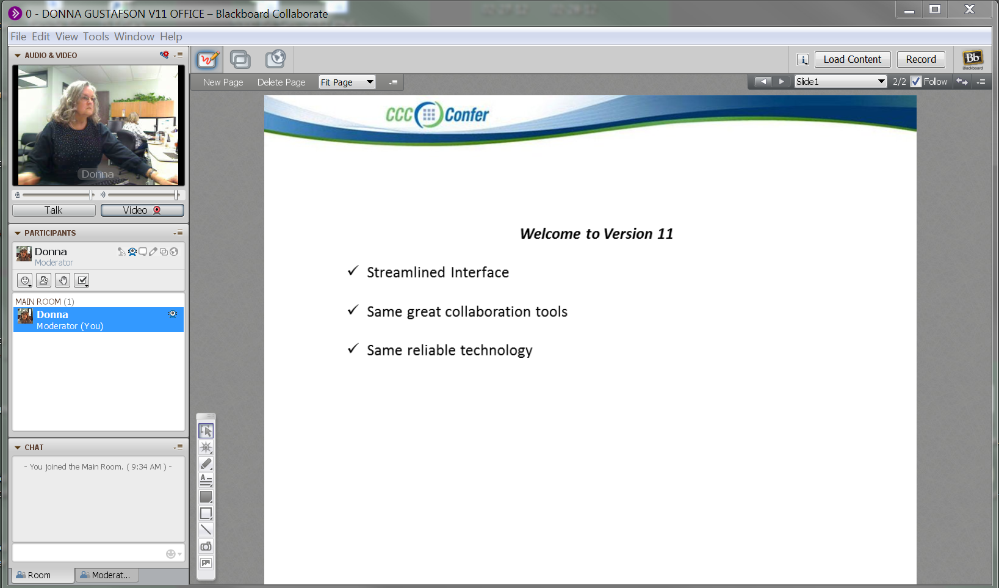 0 - DONNA GUSTAFSON V11 OFFICE – Blackboard Collaborate
File Edit View Tools Window Help
AUDIO & VIDEO
Donna
Talk
Video
PARTICIPANTS
Donna
Moderator
MAIN ROOM (1)
Donna
Moderator (You)
CHAT
- You joined the Main Room. ( 9:34 AM ) -
Room
Moderat...
i
Load Content
Record
Bb
Blackboard
New Page
Delete Page
Fit Page
Slide1
2/2
Follow
CCC Confer
Welcome to Version 11
✓ Streamlined Interface
✓ Same great collaboration tools
✓ Same reliable technology